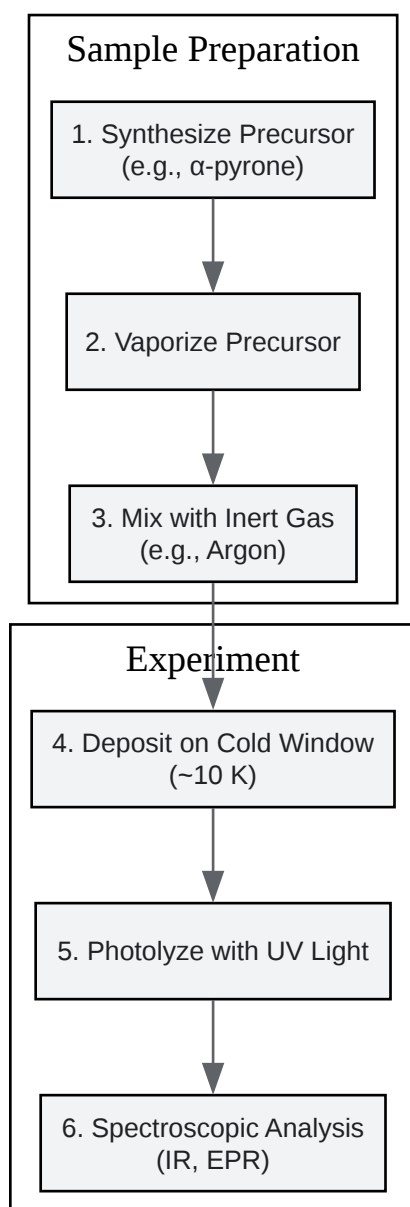 Sample Preparation
1. Synthesize Precursor
(e.g., α-pyrone)
2. Vaporize Precursor
3. Mix with Inert Gas
(e.g., Argon)
Experiment
4. Deposit on Cold Window
(~10 K)
5. Photolyze with UV Light
6. Spectroscopic Analysis
(IR, EPR)